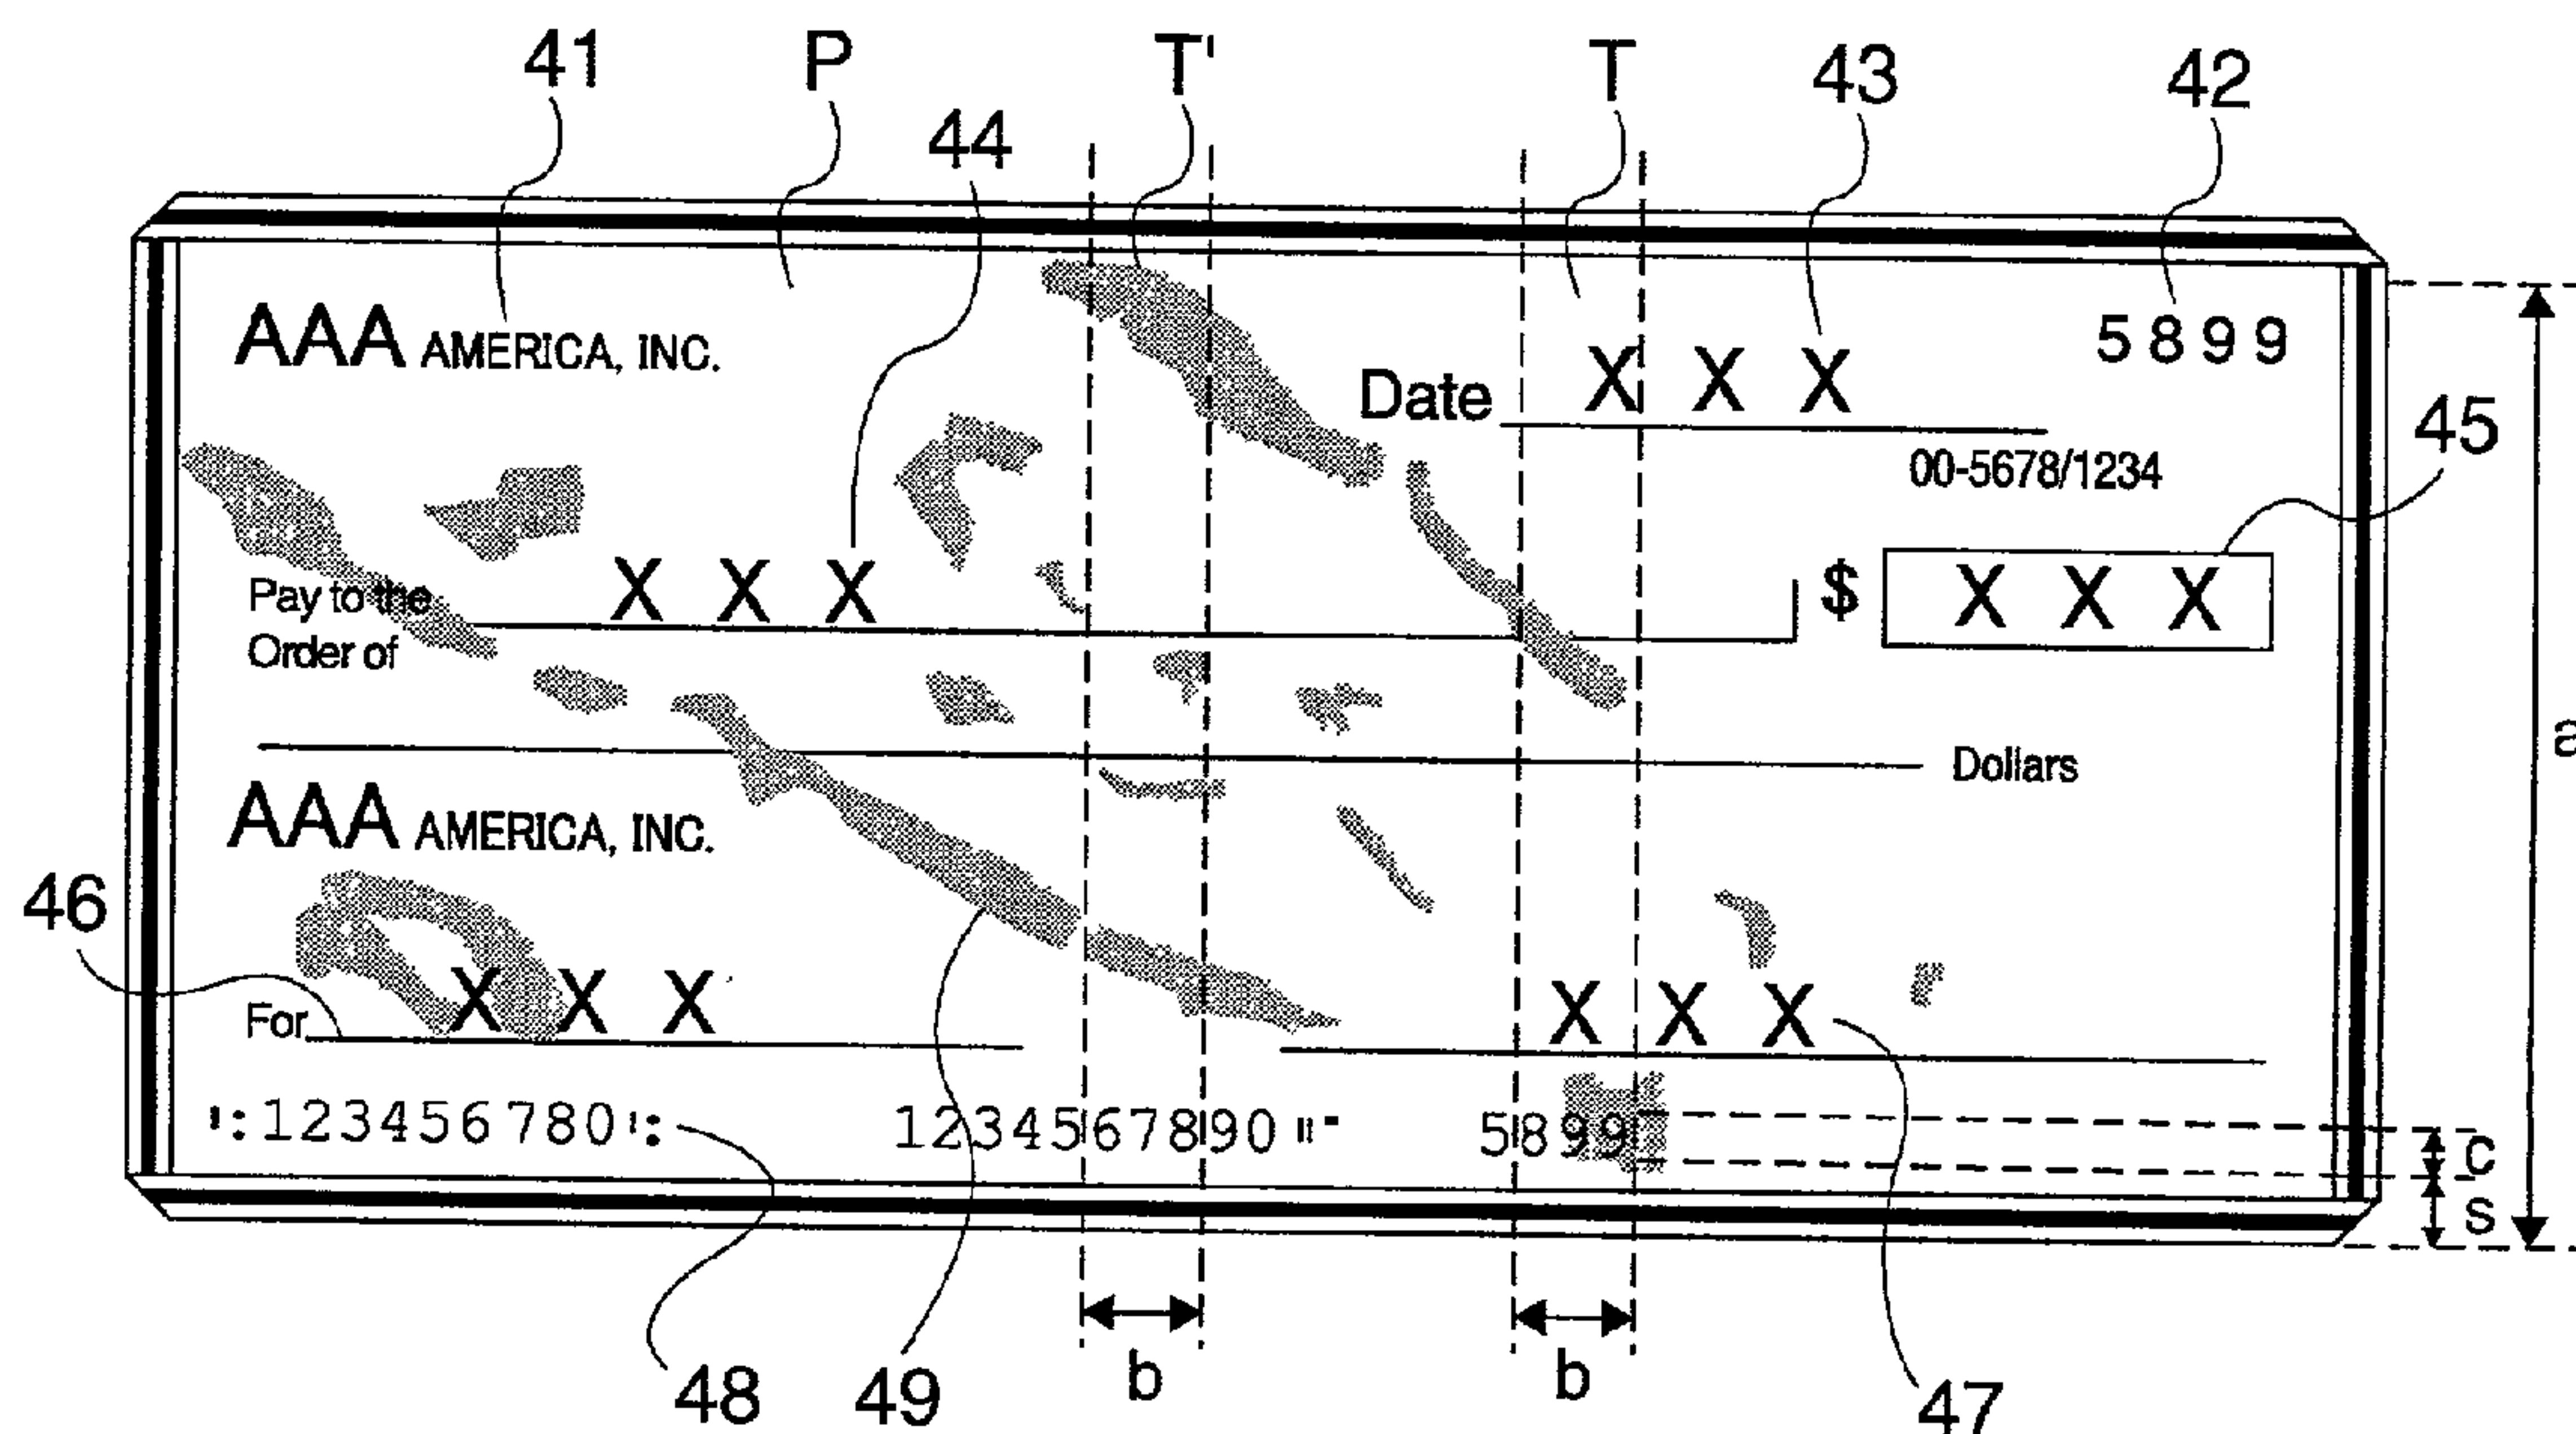 41 P T' T 43 42
44
AAA AMERICA, INC. 5899
Date X X X
45
00-5678/1234
Pay to the X X X $ X X X
Order of
a
Dollars
AAA AMERICA, INC.
46
For X X X X X X
⑆123456780⑆ 1234567890⑈ 5899
C
S
b b
48 49 47